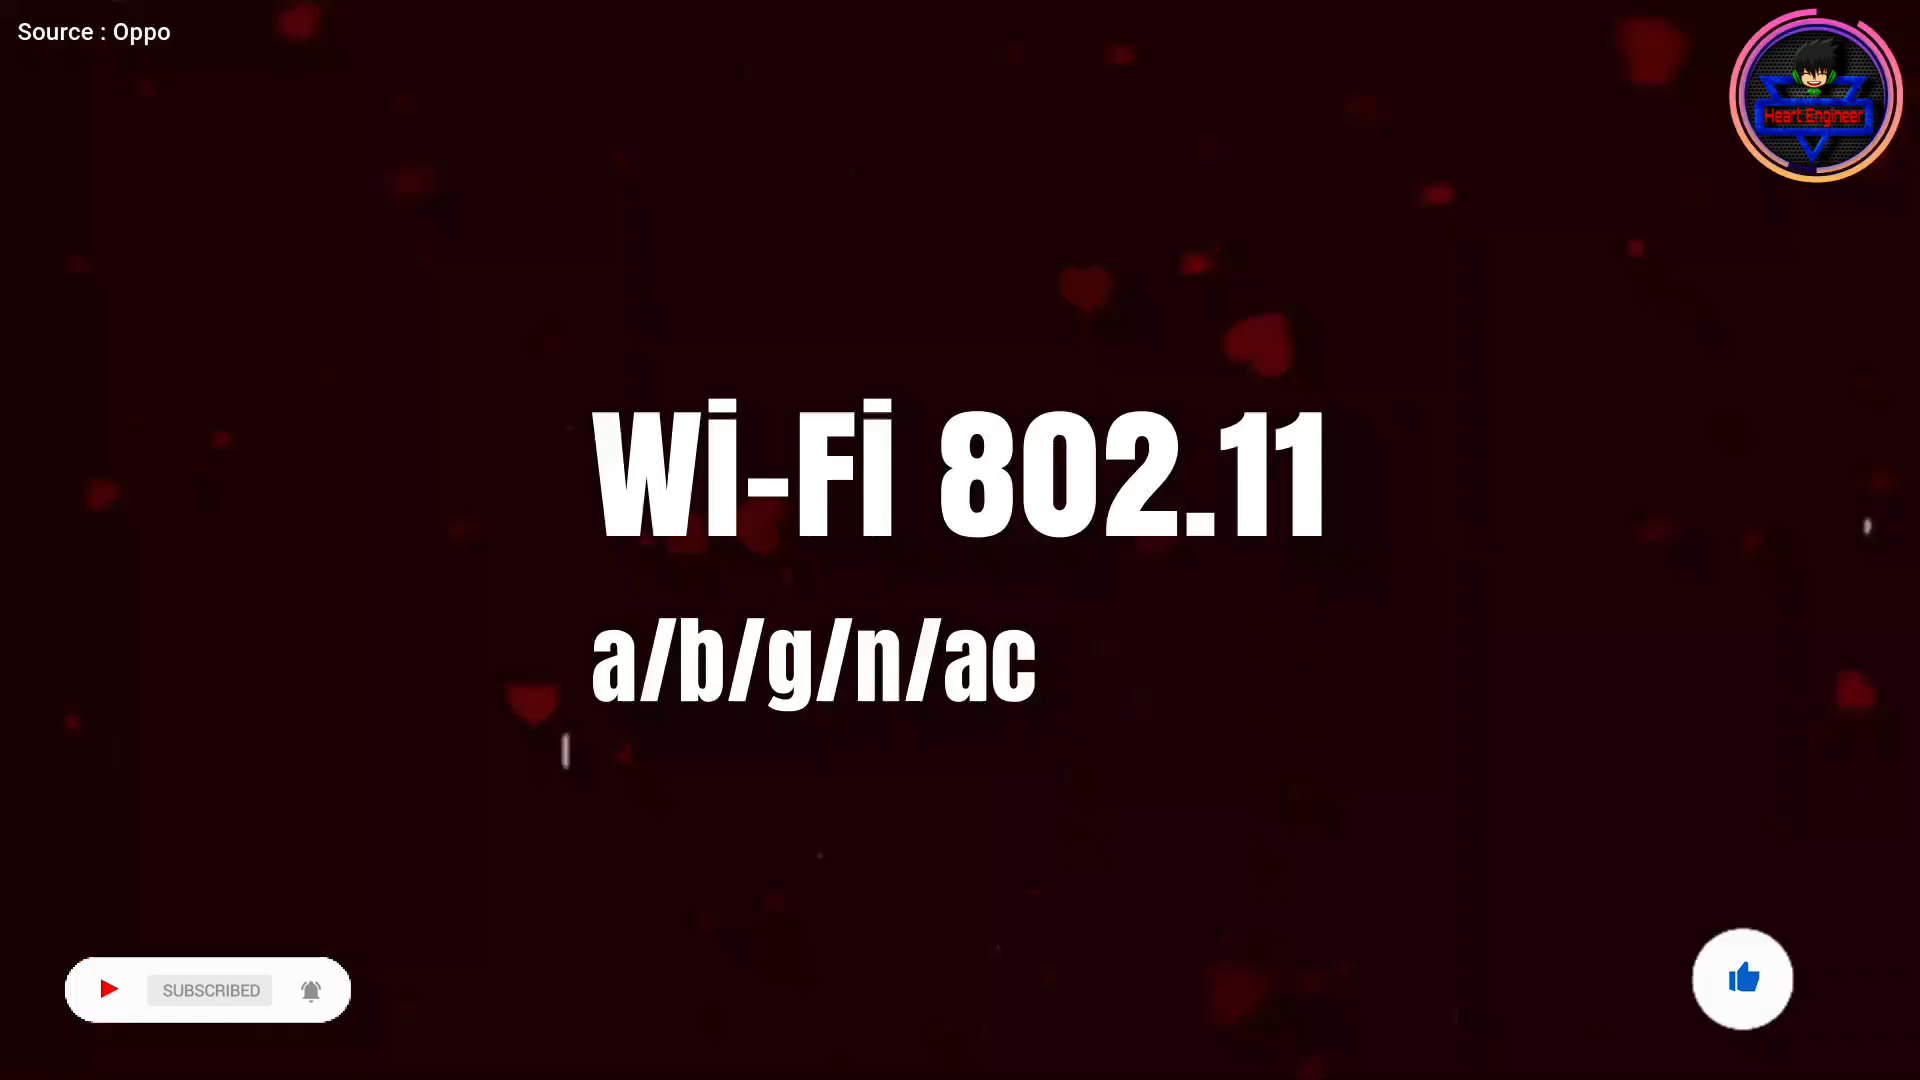 Source : Oppo
Heart Engineer
Wi-Fi 802.11
a/b/g/n/ac
SUBSCRIBED